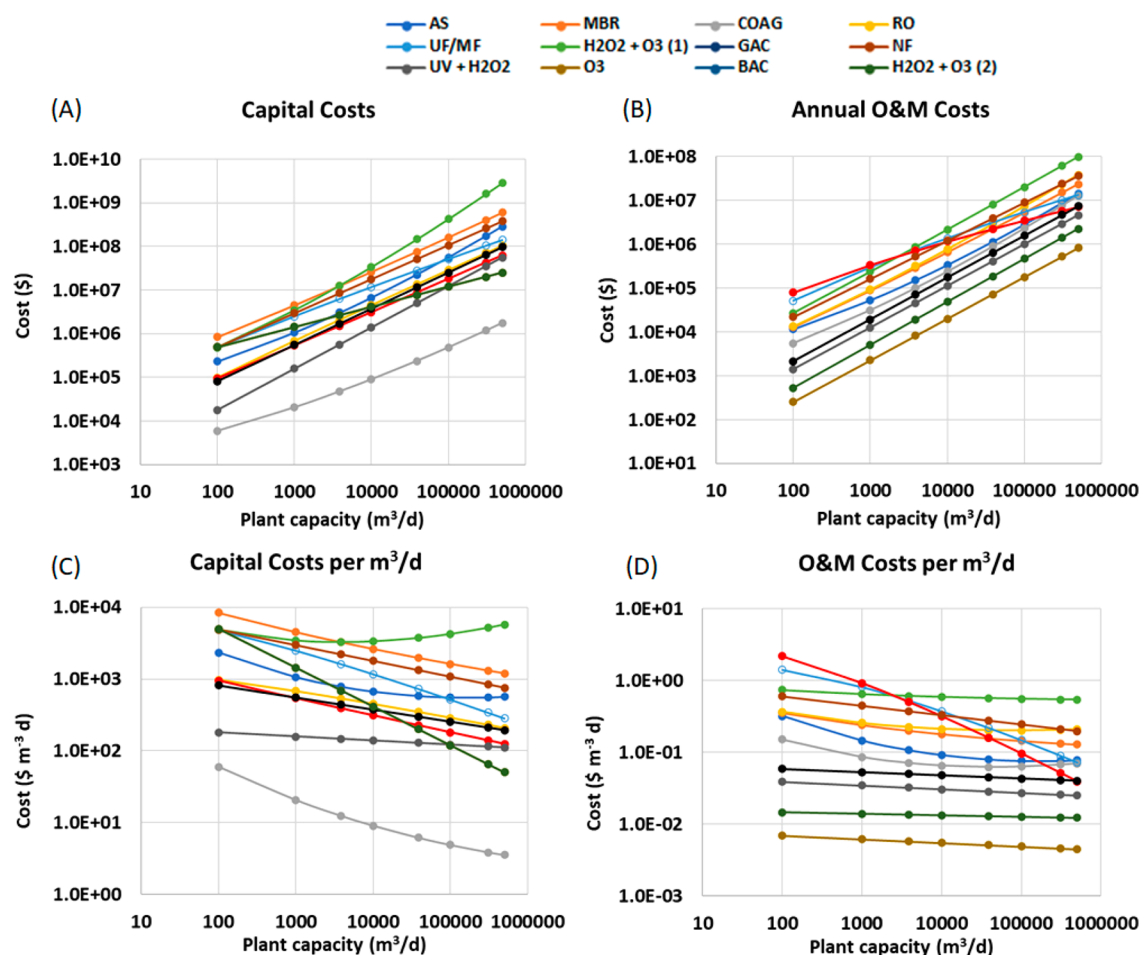 AS MBR COAG RO
UF/MF H2O2 + O3 (1) GAC NF
UV + H2O2 O3 BAC H2O2 + O3 (2)
(A) Capital Costs
1.0E+10
1.0E+09
1.0E+08
1.0E+07
1.0E+06
1.0E+05
1.0E+04
1.0E+03
Cost ($)
10 100 1000 10000 100000 1000000
Plant capacity (m³/d)
(B) Annual O&M Costs
1.0E+08
1.0E+07
1.0E+06
1.0E+05
1.0E+04
1.0E+03
1.0E+02
1.0E+01
Cost ($)
10 100 1000 10000 100000 1000000
Plant capacity (m³/d)
(C) Capital Costs per m³/d
1.0E+04
1.0E+03
1.0E+02
1.0E+01
1.0E+00
Cost ($ m⁻³ d)
10 100 1000 10000 100000 1000000
Plant capacity (m³/d)
(D) O&M Costs per m³/d
1.0E+01
1.0E+00
1.0E-01
1.0E-02
1.0E-03
Cost ($ m⁻³ d)
10 100 1000 10000 100000 1000000
Plant capacity (m³/d)